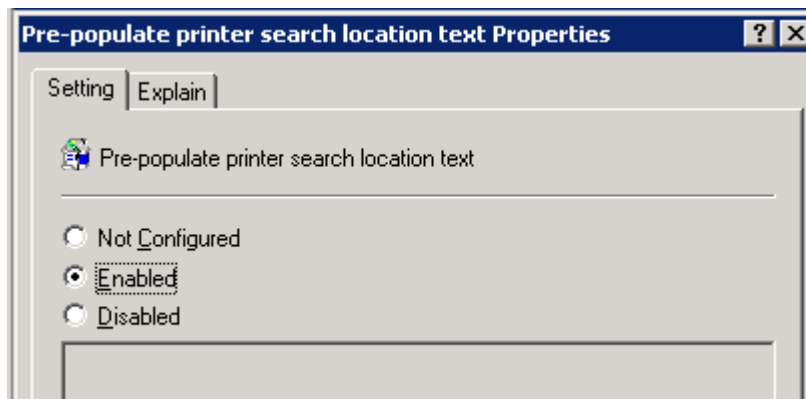 Pre-populate printer search location text Properties
Setting Explain
Pre-populate printer search location text
Not Configured
Enabled
Disabled